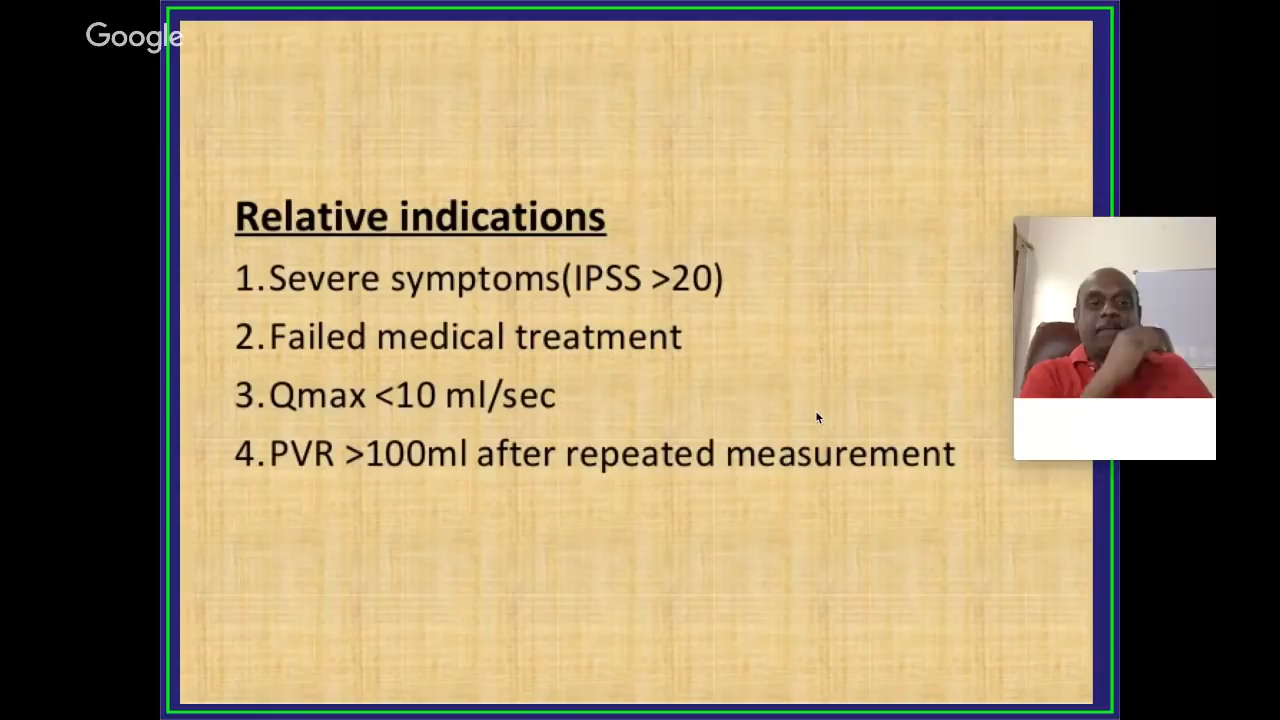 Google
Relative indications
1.Severe symptoms(IPSS >20)
2.Failed medical treatment
3.Qmax <10 ml/sec
4.PVR >100ml after repeated measurement